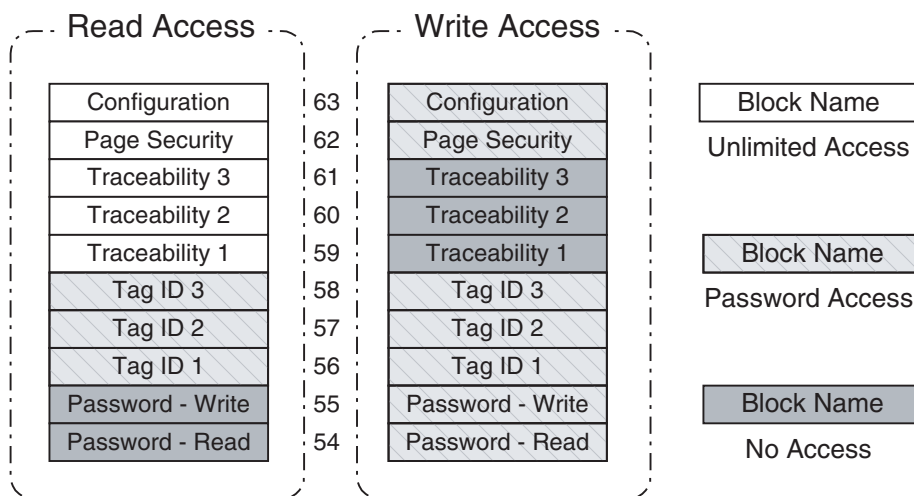 Read Access Write Access
Configuration 63 Configuration Block Name
Page Security 62 Page Security Unlimited Access
Traceability 3 61 Traceability 3
Traceability 2 60 Traceability 2
Traceability 1 59 Traceability 1 Block Name
Tag ID 3 58 Tag ID 3 Password Access
Tag ID 2 57 Tag ID 2
Tag ID 1 56 Tag ID 1
Password - Write 55 Password - Write Block Name
Password - Read 54 Password - Read No Access